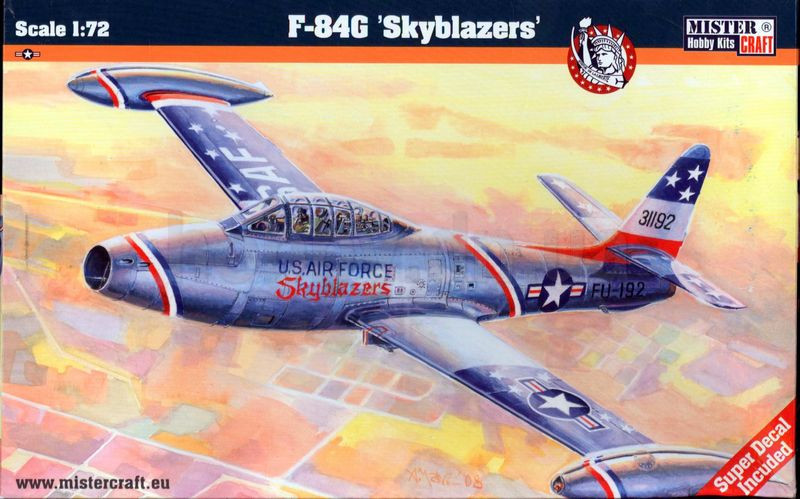 Scale 1:72
F-84G 'Skyblazers'
MISTER ®
Hobby Kits CRAFT
USAF
31192
U.S. AIR FORCE
Skyblazers
FU-192
Super Decal
Incuded
www.mistercraft.eu